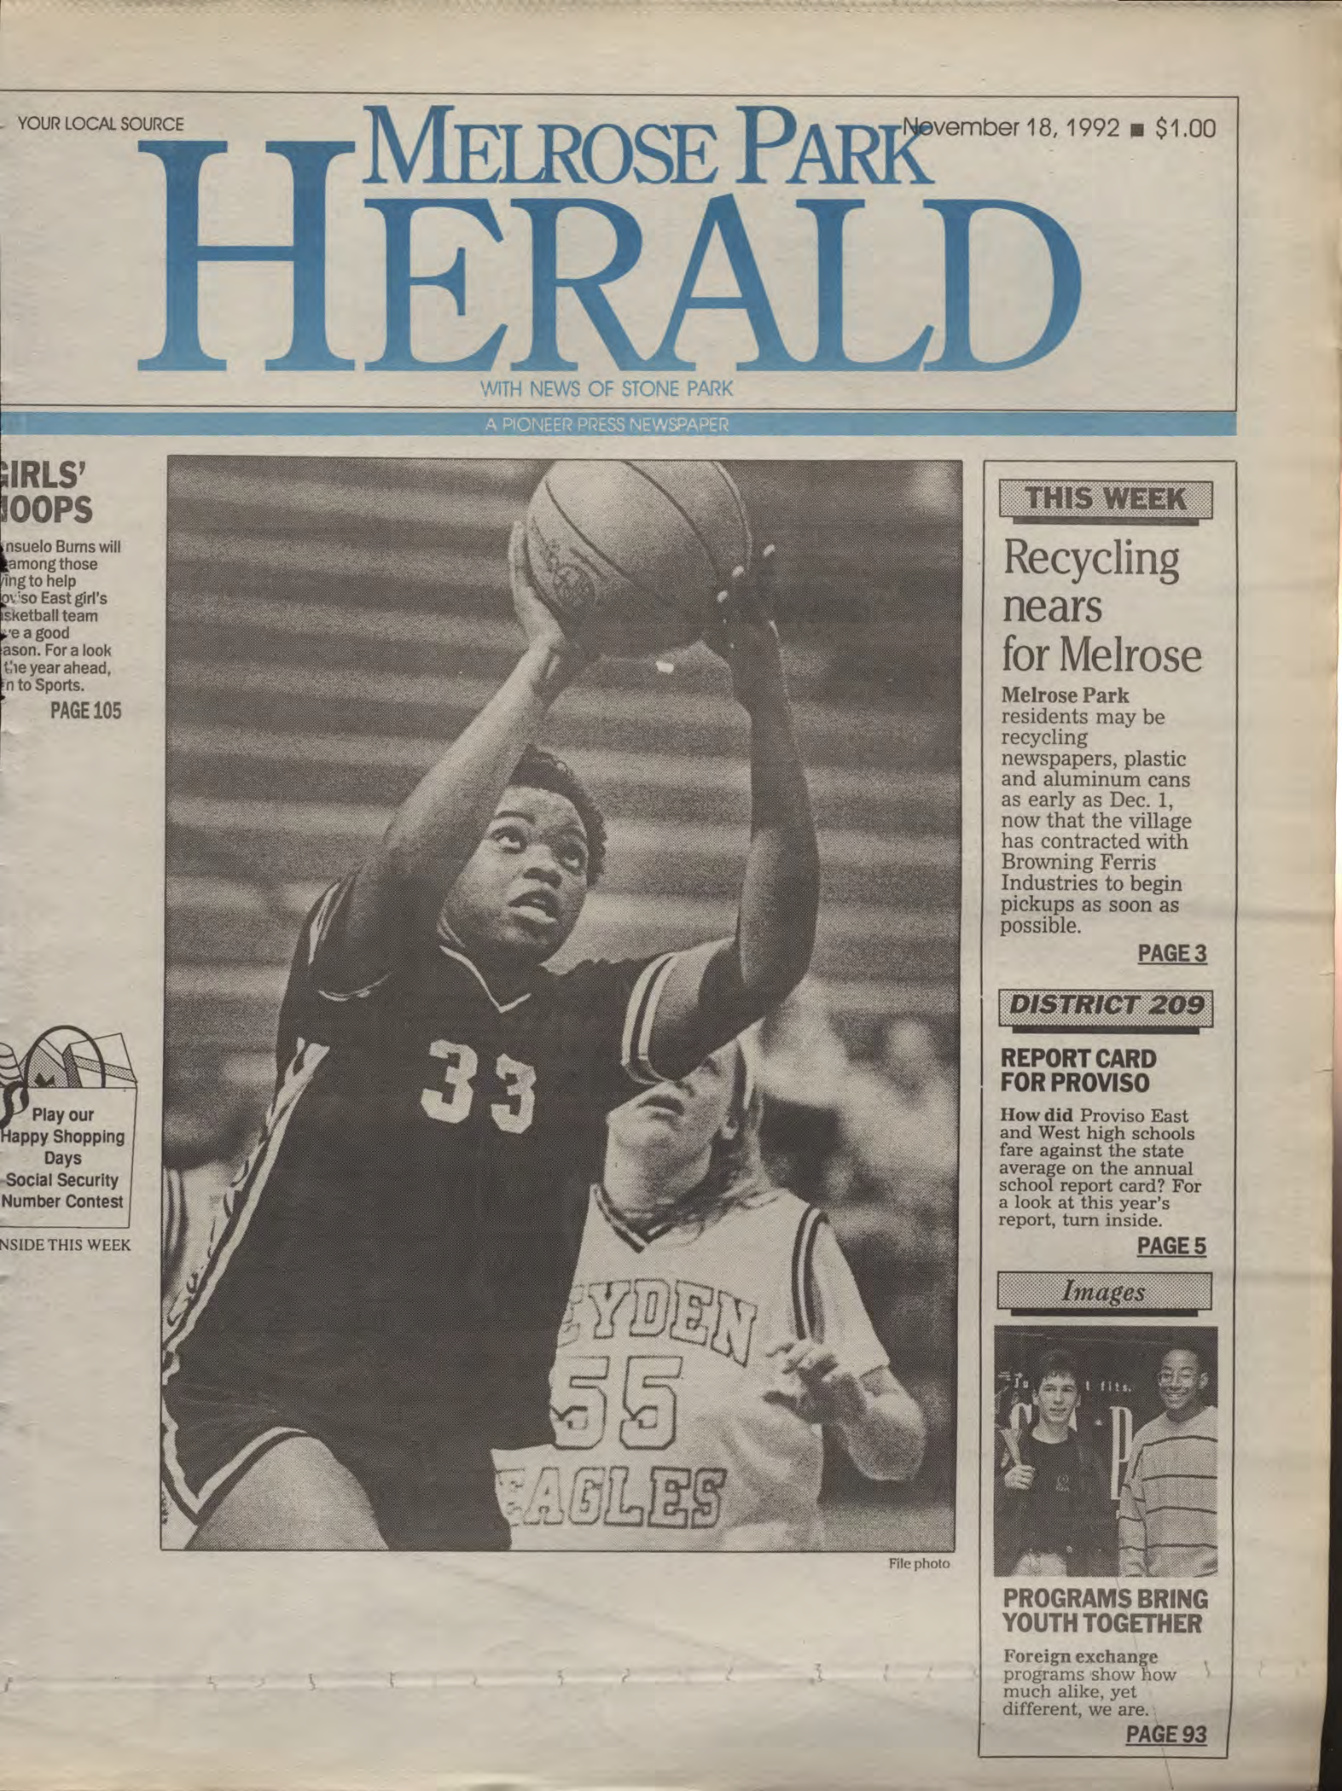 YOUR LOCAL SOURCE
MELROSE PARK
November 18, 1992 ■ $1.00
HERALD
WITH NEWS OF STONE PARK
A PIONEER PRESS NEWSPAPER
GIRLS'
HOOPS
nsuelo Burns will
among those
ing to help
oviso East girl's
sketball team
ve a good
ason. For a look
the year ahead,
n to Sports.
PAGE 105
Play our
Happy Shopping
Days
Social Security
Number Contest
NSIDE THIS WEEK
33
EYDEN
55
EAGLES
File photo
THIS WEEK
Recycling
nears
for Melrose
Melrose Park
residents may be
recycling
newspapers, plastic
and aluminum cans
as early as Dec. 1,
now that the village
has contracted with
Browning Ferris
Industries to begin
pickups as soon as
possible.
PAGE 3
DISTRICT 209
REPORT CARD
FOR PROVISO
How did Proviso East
and West high schools
fare against the state
average on the annual
school report card? For
a look at this year's
report, turn inside.
PAGE 5
Images
t fits.
PROGRAMS BRING
YOUTH TOGETHER
Foreign exchange
programs show how
much alike, yet
different, we are.
PAGE 93